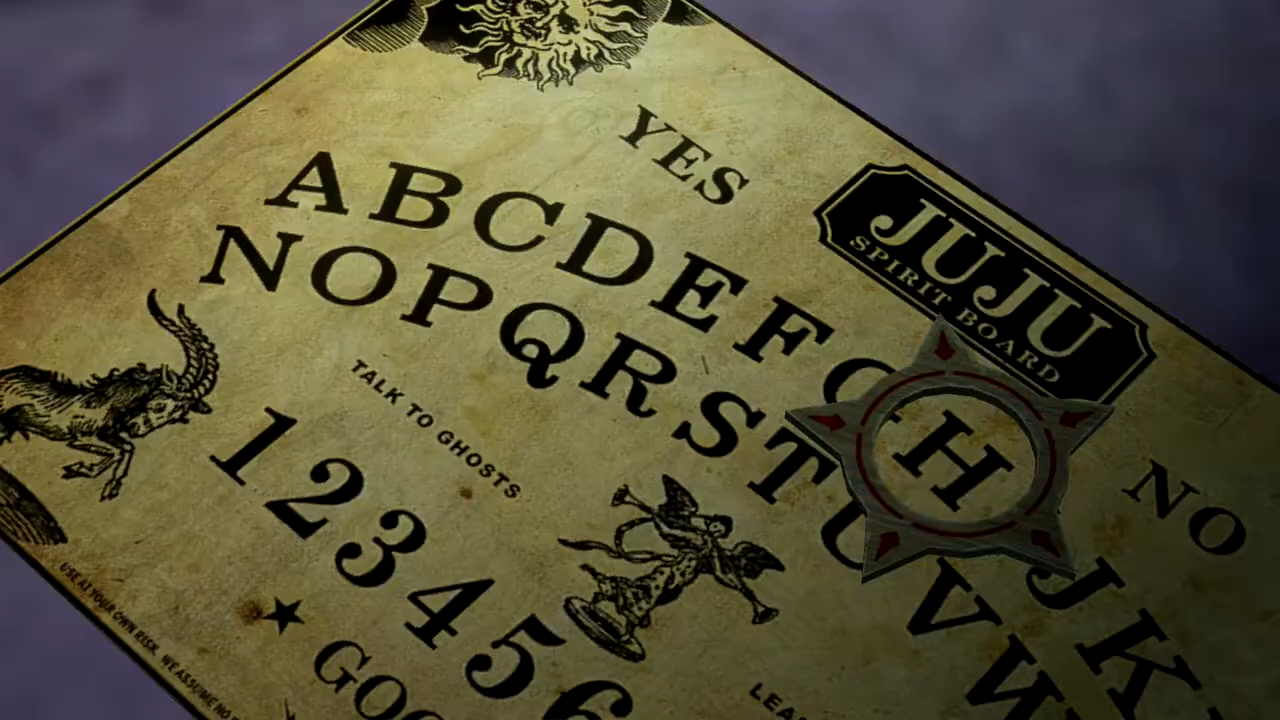 YES
JUJU
SPIRIT BOARD
NO
ABCDEFGH JK
NOPQRSTUVW
TALK TO GHOSTS
123456
USE AT YOUR OWN RISK. WE ASSUME NO